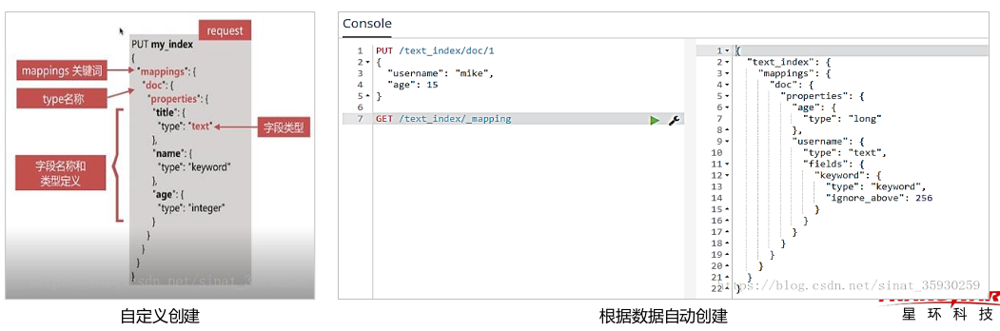 request
PUT my_index
{
mappings 关键词
"mappings": {
type名称
"doc": {
"properties": {
"title": {
"type": "text"
字段类型
},
"name": {
字段名称和
类型定义
"type": "keyword"
},
"age": {
"type": "integer"
}
}
}
}
}
自定义创建
Console
1 PUT /text_index/doc/1
2 {
3 "username": "mike",
4 "age": 15
5 }
6
7 GET /text_index/_mapping
1 {
2 "text_index": {
3 "mappings": {
4 "doc": {
5 "properties": {
6 "age": {
7 "type": "long"
8 },
9 "username": {
10 "type": "text",
11 "fields": {
12 "keyword": {
13 "type": "keyword",
14 "ignore_above": 256
15 }
16 }
17 }
18 }
19 }
20 }
21 }
22 }
https://blog.csdn.net/sinat_35930259
根据数据自动创建
星环科技